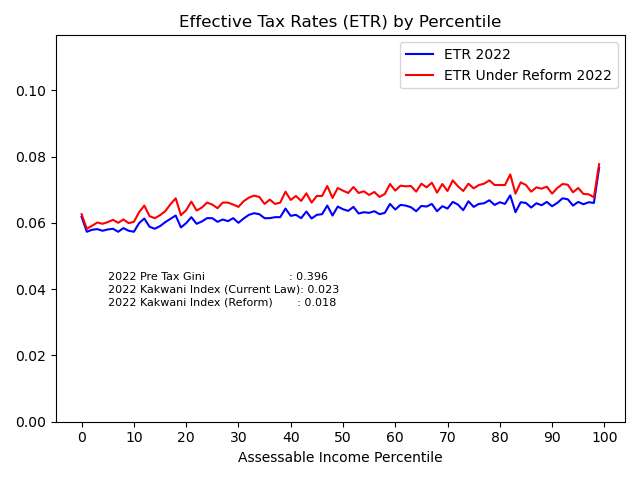 Effective Tax Rates (ETR) by Percentile
ETR 2022
ETR Under Reform 2022
0.10
0.08
0.06
0.04
0.02
0.00
2022 Pre Tax Gini : 0.396
2022 Kakwani Index (Current Law): 0.023
2022 Kakwani Index (Reform) : 0.018
0 10 20 30 40 50 60 70 80 90 100
Assessable Income Percentile